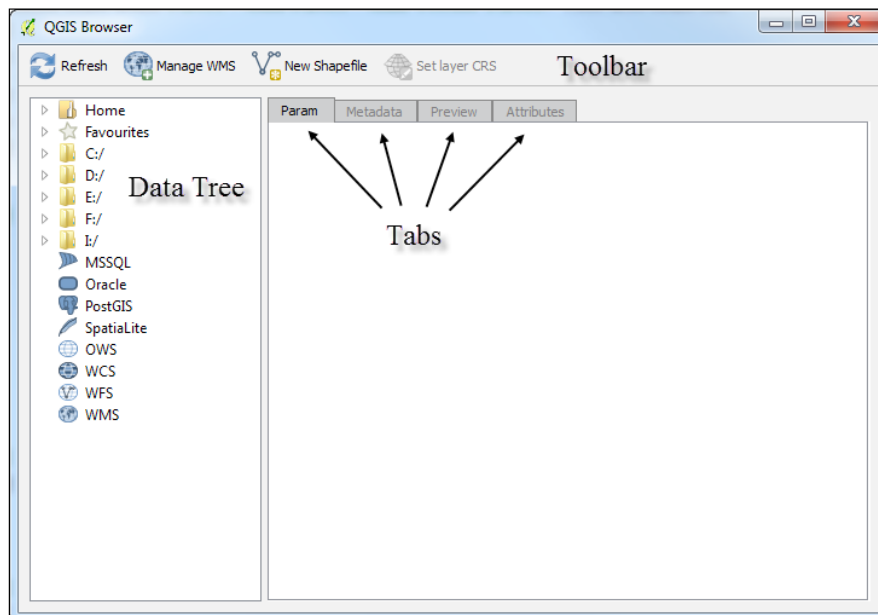 QGIS Browser
Refresh Manage WMS New Shapefile Set layer CRS Toolbar
Home
Favourites
C:/
D:/
E:/
F:/
I:/
MSSQL
Oracle
PostGIS
SpatiaLite
OWS
WCS
WFS
WMS
Data Tree
Param Metadata Preview Attributes
Tabs